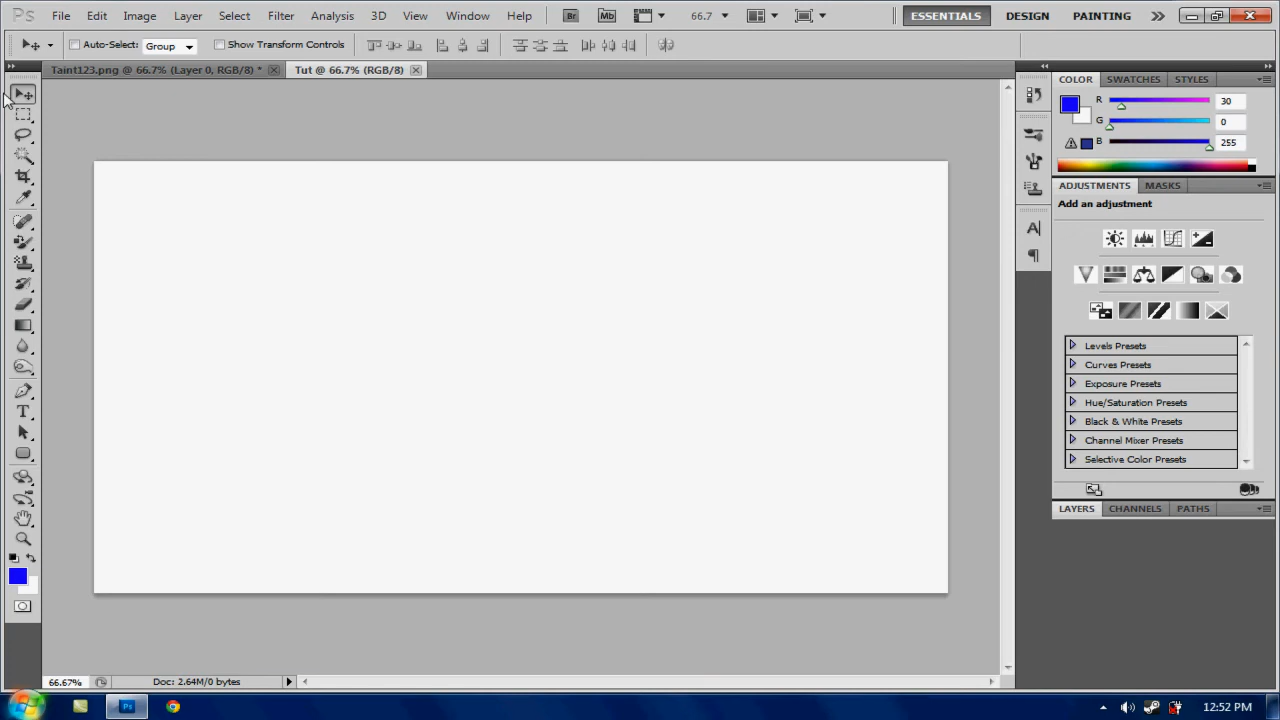 Ps File Edit Image Layer Select Filter Analysis 3D View Window Help Br Mb 66.7 ESSENTIALS DESIGN PAINTING
Auto-Select: Group Show Transform Controls
Taint123.png @ 66.7% (Layer 0, RGB/8) * Tut @ 66.7% (RGB/8)
COLOR SWATCHES STYLES
R 30
G 0
B 255
ADJUSTMENTS MASKS
Add an adjustment
Levels Presets
Curves Presets
Exposure Presets
Hue/Saturation Presets
Black & White Presets
Channel Mixer Presets
Selective Color Presets
LAYERS CHANNELS PATHS
66.67% Doc: 2.64M/0 bytes
Ps 12:52 PM